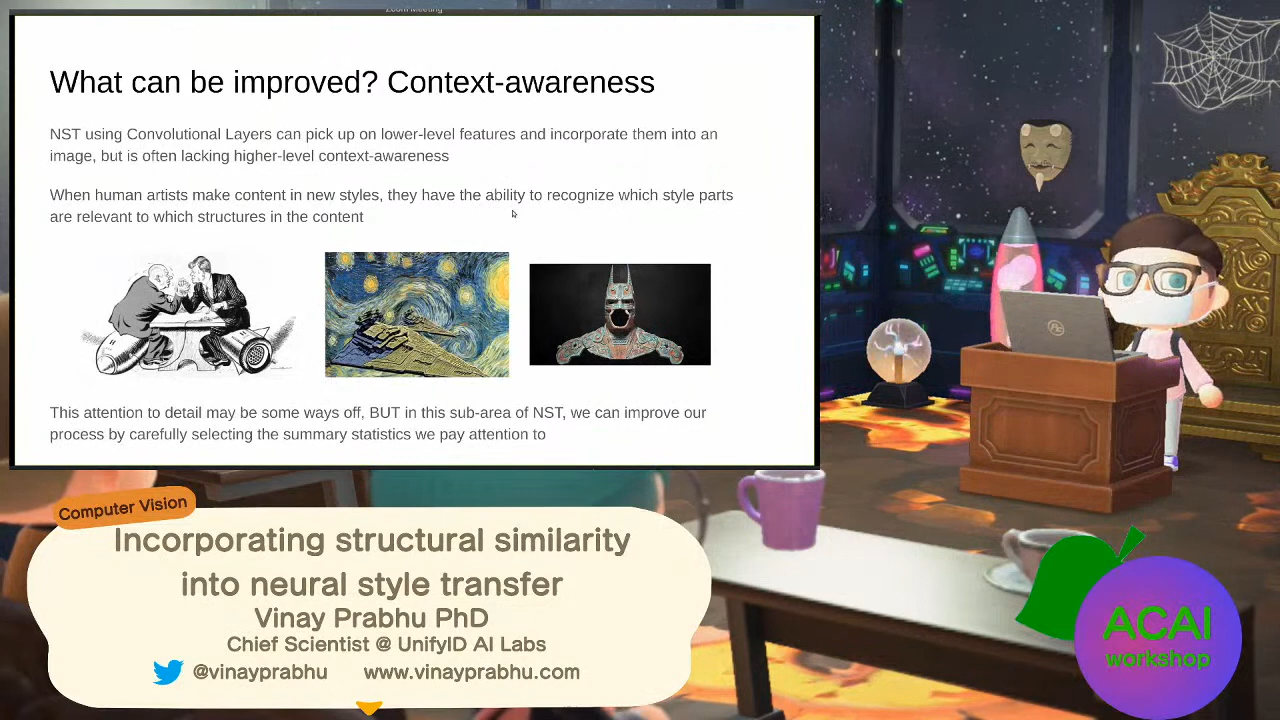 Zoom Meeting
What can be improved? Context-awareness
NST using Convolutional Layers can pick up on lower-level features and incorporate them into an
image, but is often lacking higher-level context-awareness
When human artists make content in new styles, they have the ability to recognize which style parts
are relevant to which structures in the content
This attention to detail may be some ways off, BUT in this sub-area of NST, we can improve our
process by carefully selecting the summary statistics we pay attention to
Computer Vision
Incorporating structural similarity
into neural style transfer
Vinay Prabhu PhD
Chief Scientist @ UnifyID AI Labs
@vinayprabhu www.vinayprabhu.com
ACAI
workshop